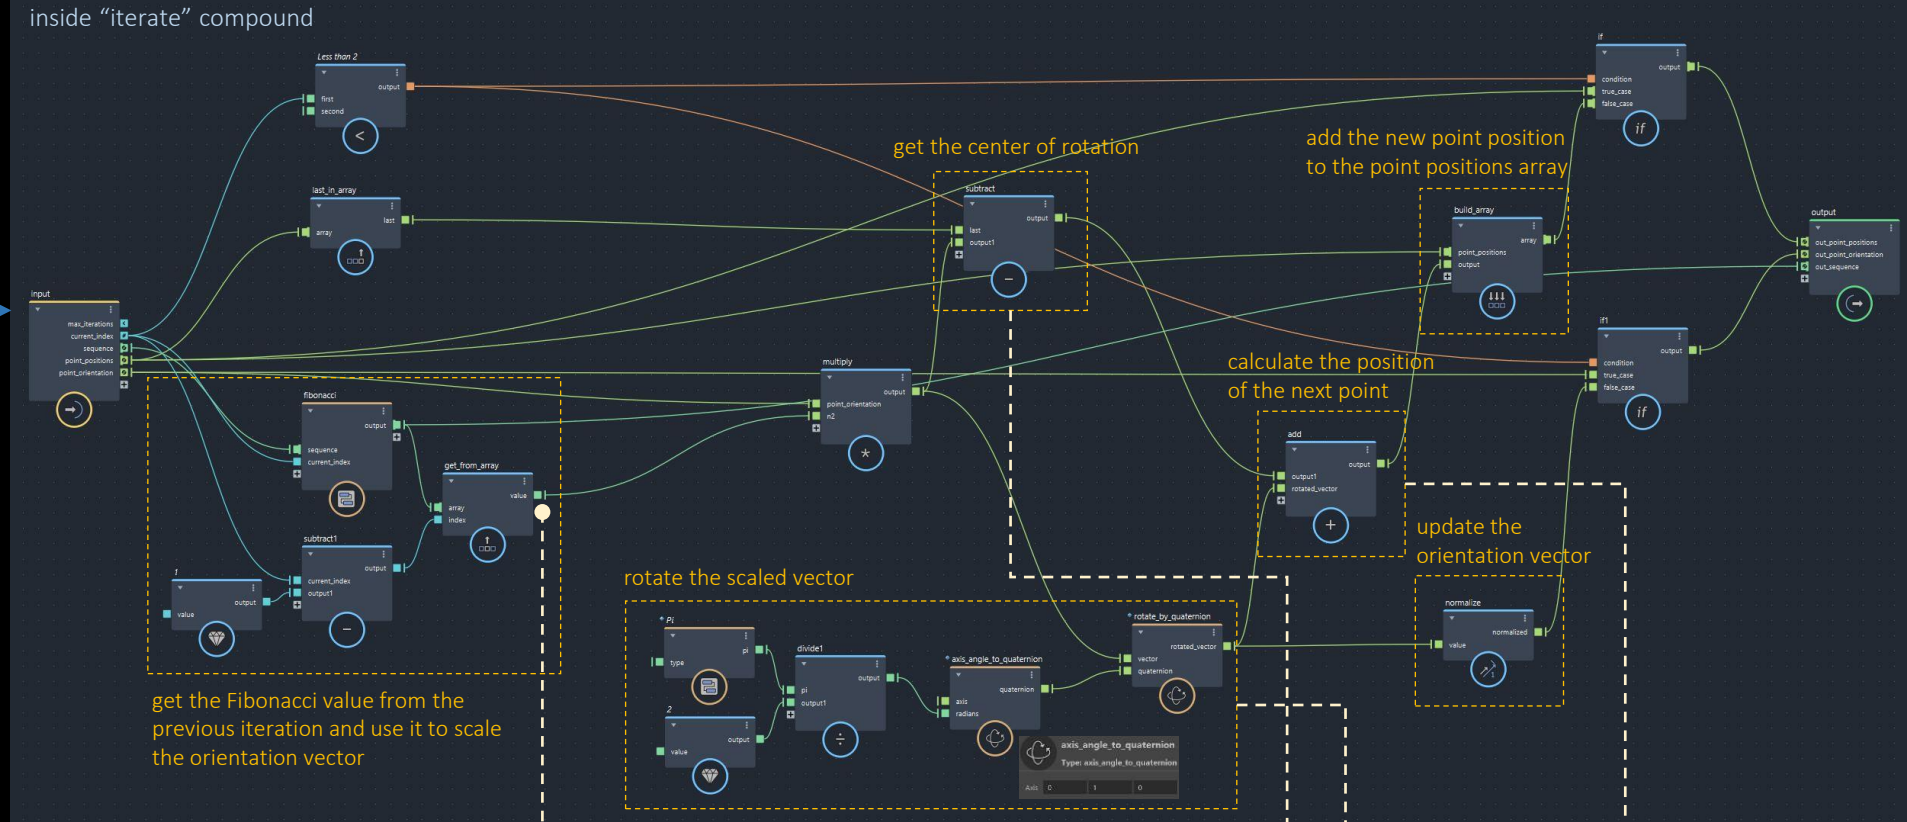 inside “iterate” compound
Less than 2
output
first
second
<
last_in_array
last
array
input
max_iterations
current_index
sequence
point_positions
point_orientation
fibonacci
output
sequence
current_index
get_from_array
value
array
index
subtract1
output
current_index
output1
1
output
value
get the Fibonacci value from the
previous iteration and use it to scale
the orientation vector
multiply
output
point_orientation
n2
*
get the center of rotation
subtract
output
last
output1
rotate the scaled vector
Pi
pi
type
2
output
value
divide1
output
pi
output1
÷
axis_angle_to_quaternion
quaternion
axis
radians
axis_angle_to_quaternion
Type: axis_angle_to_quaternion
Axis 0 1 0
rotate_by_quaternion
rotated_vector
vector
quaternion
add the new point position
to the point positions array
build_array
array
point_positions
output
calculate the position
of the next point
add
output
output1
rotated_vector
+
update the
orientation vector
normalize
normalized
value
if
output
condition
true_case
false_case
if
if1
output
condition
true_case
false_case
if
output
out_point_positions
out_point_orientation
out_sequence